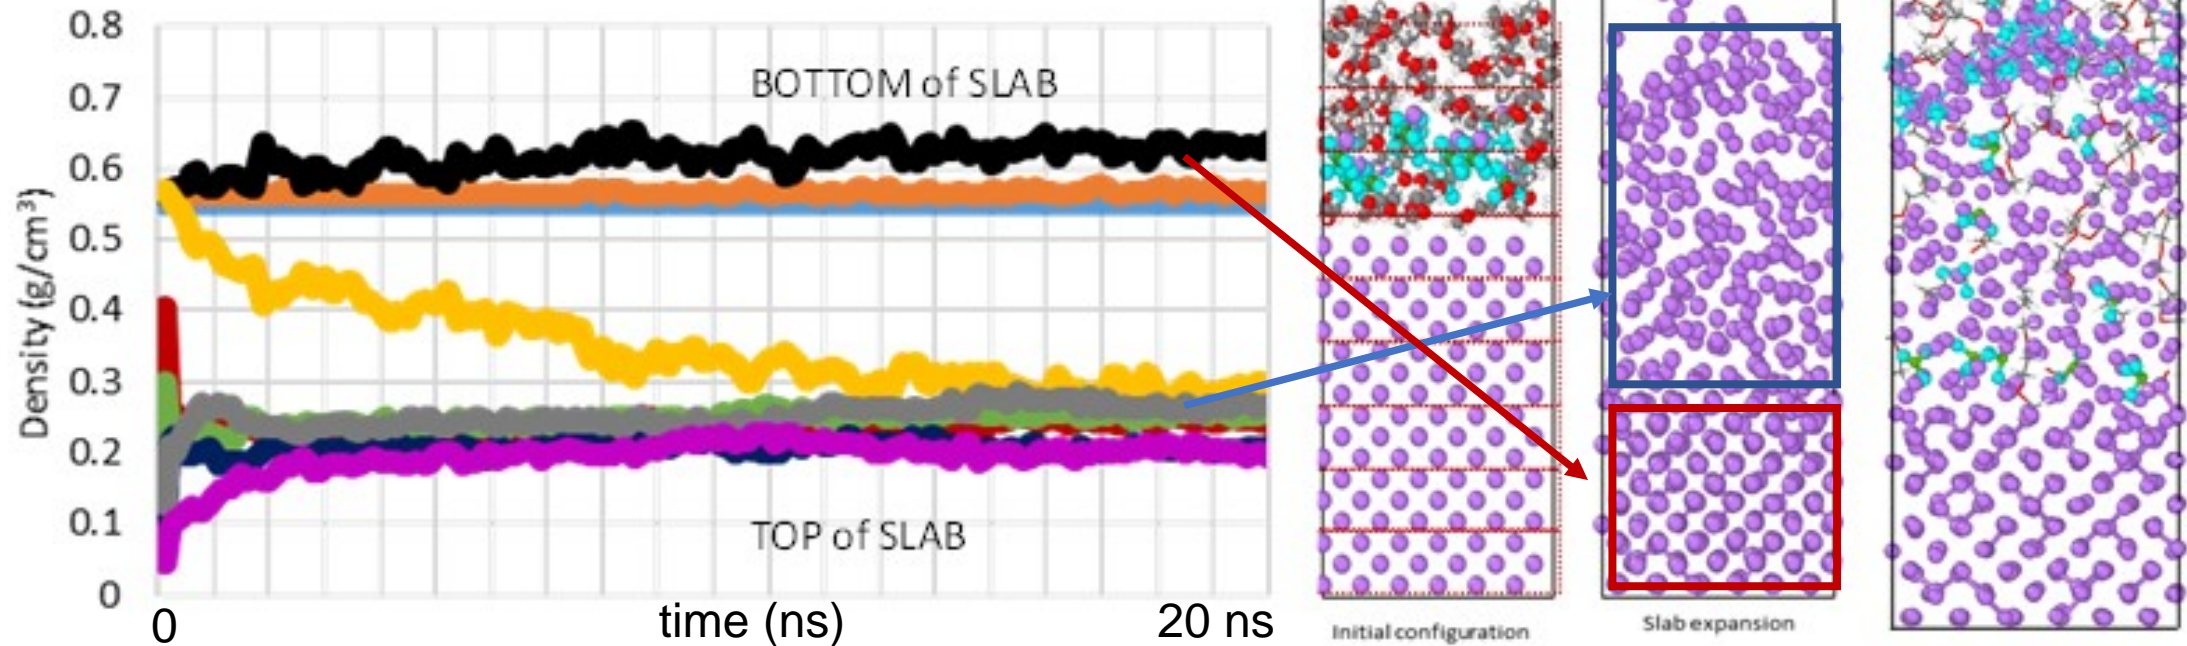 Density (g/cm³)
0.8
0.7
0.6
0.5
0.4
0.3
0.2
0.1
0
BOTTOM of SLAB
TOP of SLAB
0
time (ns)
20 ns
Initial configuration
Slab expansion